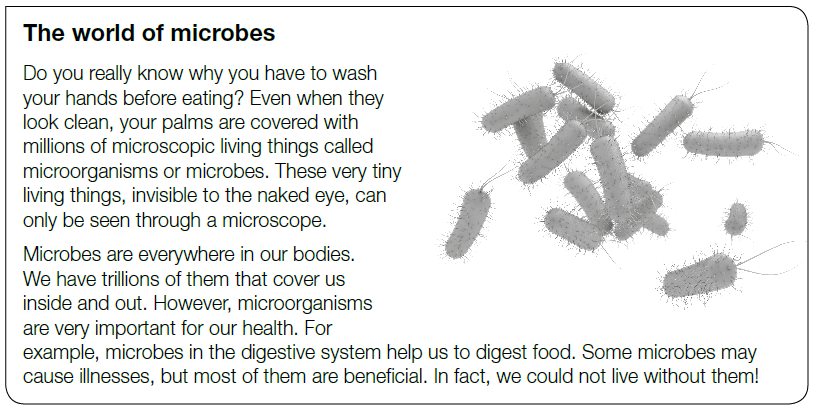 The world of microbes
Do you really know why you have to wash
your hands before eating? Even when they
look clean, your palms are covered with
millions of microscopic living things called
microorganisms or microbes. These very tiny
living things, invisible to the naked eye, can
only be seen through a microscope.
Microbes are everywhere in our bodies.
We have trillions of them that cover us
inside and out. However, microorganisms
are very important for our health. For
example, microbes in the digestive system help us to digest food. Some microbes may
cause illnesses, but most of them are beneficial. In fact, we could not live without them!